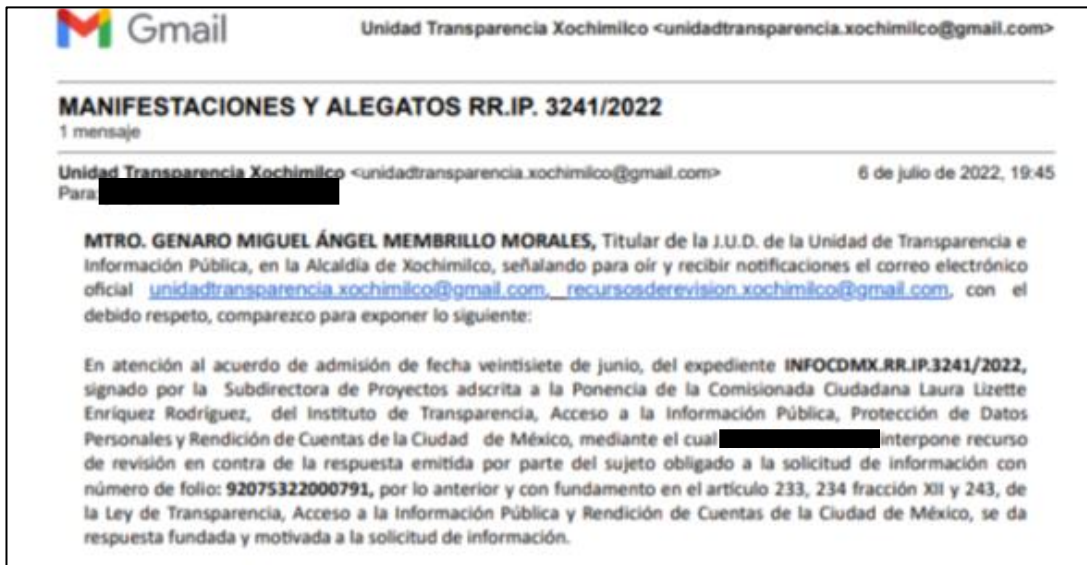 Gmail
Unidad Transparencia Xochimilco <unidadtransparencia.xochimilco@gmail.com>
MANIFESTACIONES Y ALEGATOS RR.IP. 3241/2022
1 mensaje
Unidad Transparencia Xochimilco <unidadtransparencia.xochimilco@gmail.com>
6 de julio de 2022, 19:45
Para:
MTRO. GENARO MIGUEL ÁNGEL MEMBRILLO MORALES, Titular de la J.U.D. de la Unidad de Transparencia e
Información Pública, en la Alcaldía de Xochimilco, señalando para oír y recibir notificaciones el correo electrónico
oficial unidadtransparencia.xochimilco@gmail.com, recursosderevision.xochimilco@gmail.com, con el
debido respeto, comparezco para exponer lo siguiente:
En atención al acuerdo de admisión de fecha veintisiete de junio, del expediente INFOCDMX.RR.IP.3241/2022,
signado por la Subdirectora de Proyectos adscrita a la Ponencia de la Comisionada Ciudadana Laura Lizette
Enríquez Rodríguez, del Instituto de Transparencia, Acceso a la Información Pública, Protección de Datos
Personales y Rendición de Cuentas de la Ciudad de México, mediante el cual interpone recurso
de revisión en contra de la respuesta emitida por parte del sujeto obligado a la solicitud de información con
número de folio: 92075322000791, por lo anterior y con fundamento en el artículo 233, 234 fracción XII y 243, de
la Ley de Transparencia, Acceso a la Información Pública y Rendición de Cuentas de la Ciudad de México, se da
respuesta fundada y motivada a la solicitud de información.